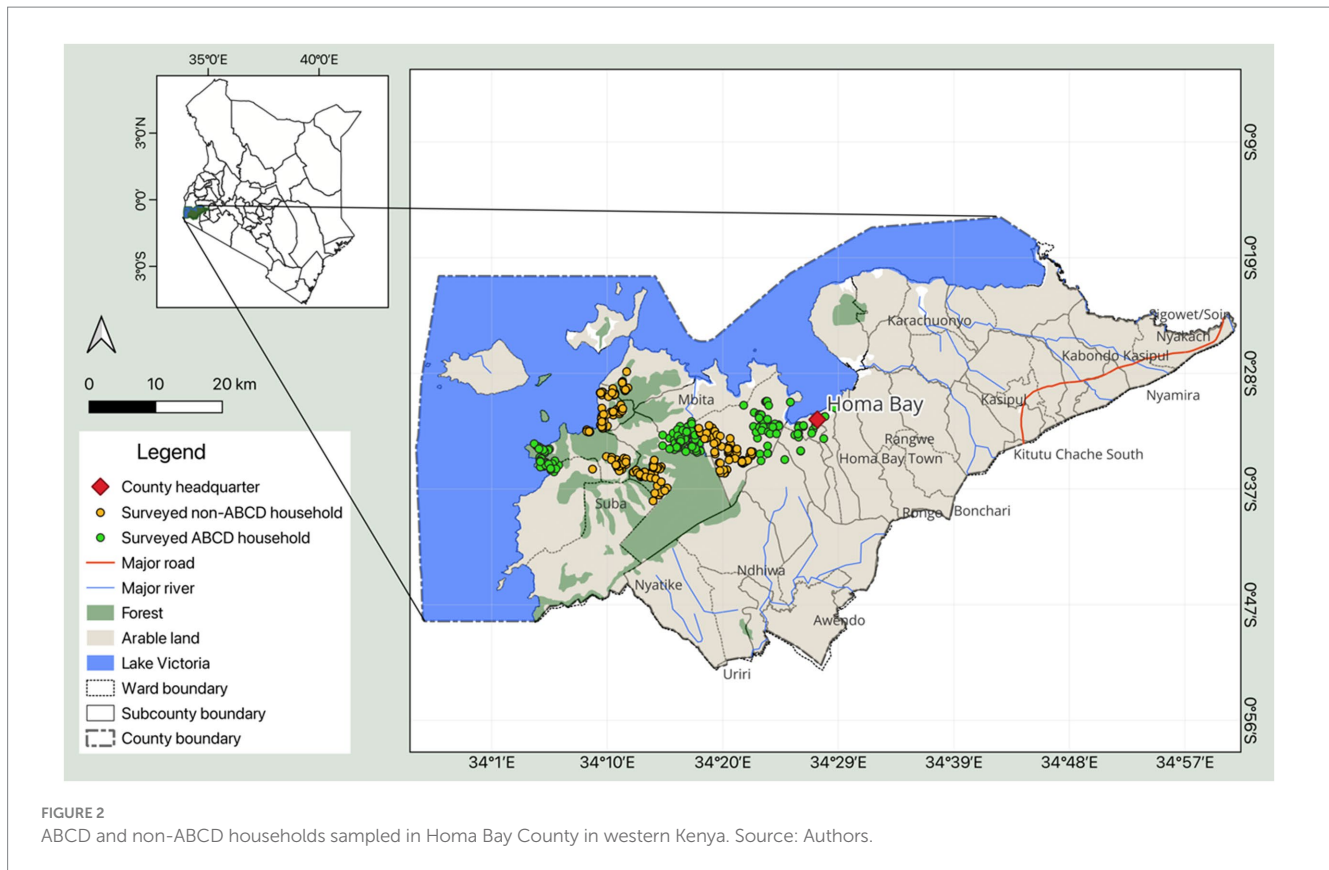 35°0'E 40°0'E
3°0'N
0°0'
3°0'S
0 10 20 km
Legend
County headquarter
Surveyed non-ABCD household
Surveyed ABCD household
Major road
Major river
Forest
Arable land
Lake Victoria
Ward boundary
Subcounty boundary
County boundary
Sigowet/Soin
Karachuonyo
Nyakach
Kabondo Kasipul
Mbita
Nyamira
Kasipul
Homa Bay
Rangwe
Kitutu Chache South
Homa Bay Town
Suba
Rongo
Bonchari
Ndhiwa
Nyatike
Awendo
Uriri
0°9'S
0°19'S
0°28'S
0°37'S
0°47'S
0°56'S
34°1'E 34°10'E 34°20'E 34°29'E 34°39'E 34°48'E 34°57'E
FIGURE 2
ABCD and non-ABCD households sampled in Homa Bay County in western Kenya. Source: Authors.